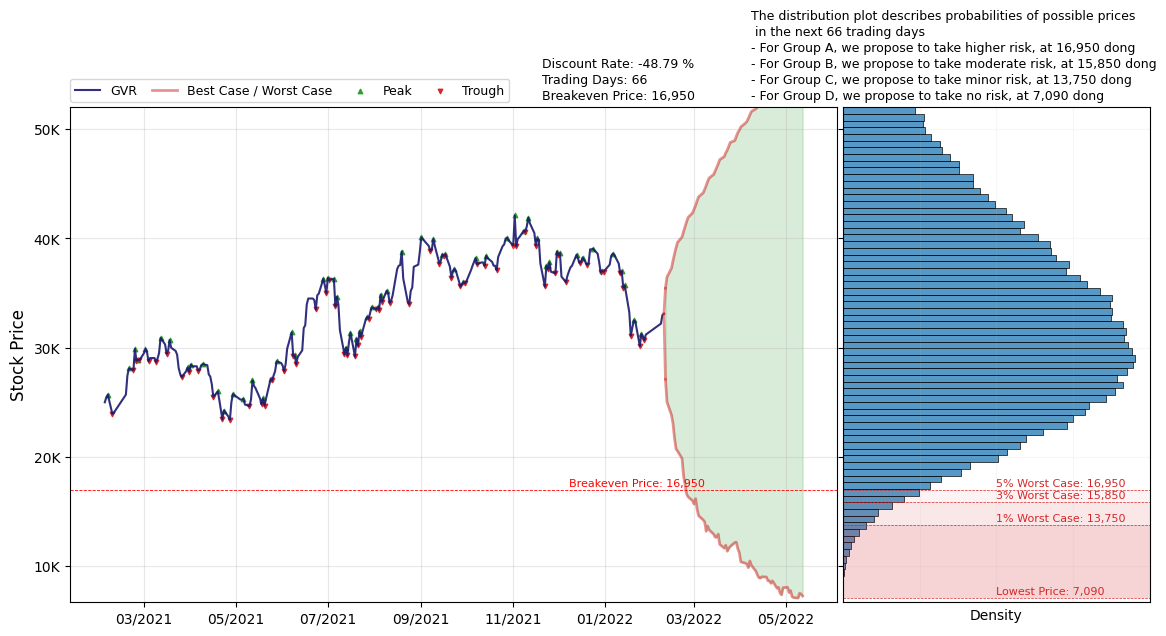 The distribution plot describes probabilities of possible prices
in the next 66 trading days
- For Group A, we propose to take higher risk, at 16,950 dong
- For Group B, we propose to take moderate risk, at 15,850 dong
- For Group C, we propose to take minor risk, at 13,750 dong
- For Group D, we propose to take no risk, at 7,090 dong
Discount Rate: -48.79 %
Trading Days: 66
Breakeven Price: 16,950
GVR
Best Case / Worst Case
Peak
Trough
Stock Price
50K
40K
30K
20K
10K
Breakeven Price: 16,950
03/2021
05/2021
07/2021
09/2021
11/2021
01/2022
03/2022
05/2022
5% Worst Case: 16,950
3% Worst Case: 15,850
1% Worst Case: 13,750
Lowest Price: 7,090
Density